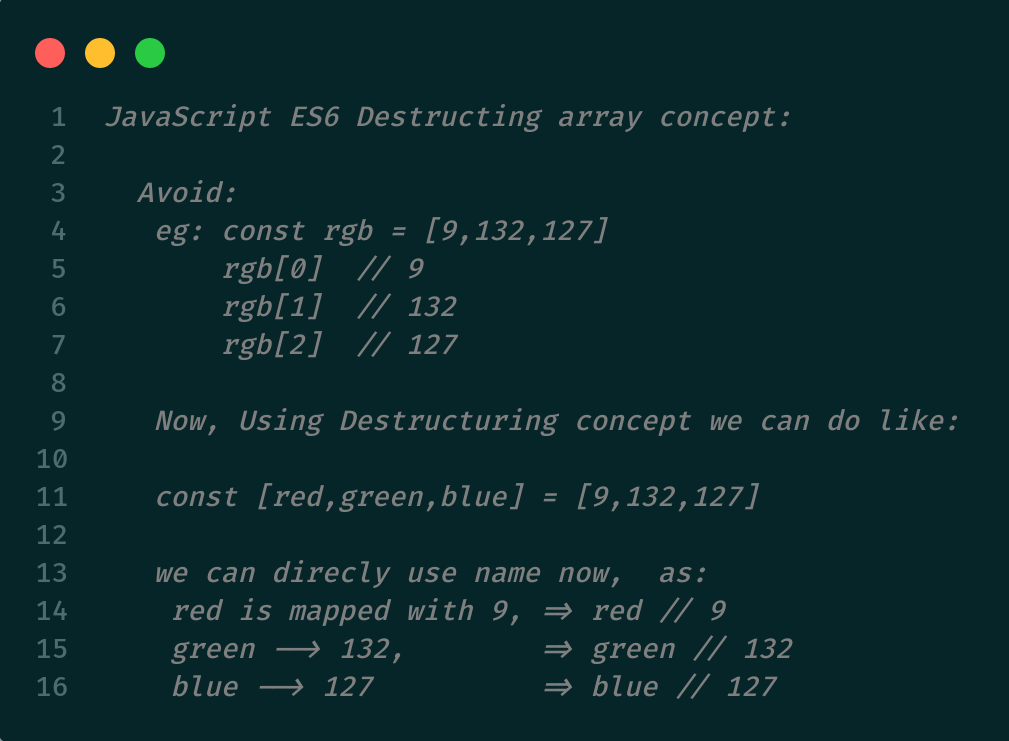 1 JavaScript ES6 Destructing array concept:
2
3 Avoid:
4 eg: const rgb = [9,132,127]
5 rgb[0] // 9
6 rgb[1] // 132
7 rgb[2] // 127
8
9 Now, Using Destructuring concept we can do like:
10
11 const [red,green,blue] = [9,132,127]
12
13 we can direcly use name now, as:
14 red is mapped with 9, => red // 9
15 green --> 132, => green // 132
16 blue --> 127 => blue // 127